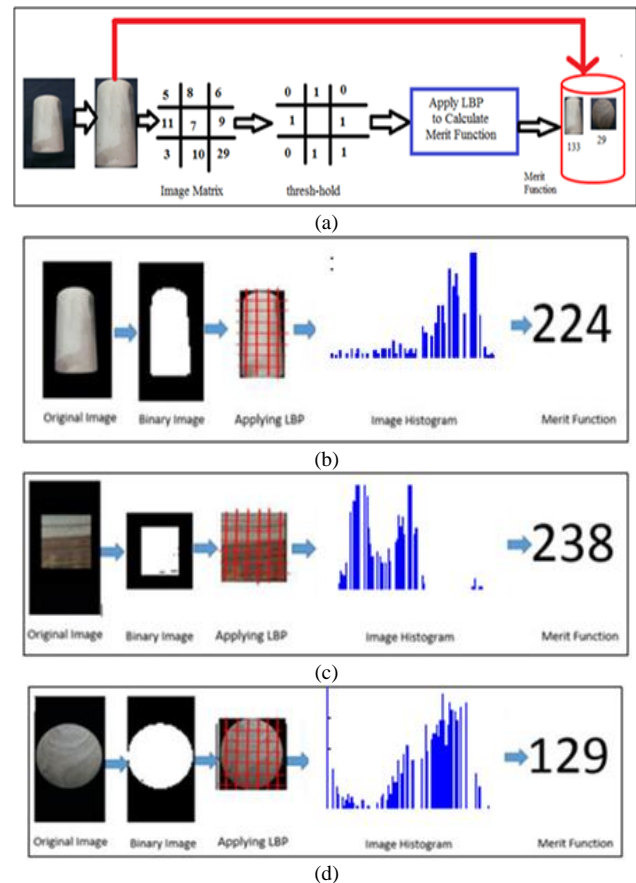 5 8 6
11 7 9
3 10 29
Image Matrix
0 1 0
1 1
0 1 1
thresh-hold
Apply LBP
to Calculate
Merit Function
Merit
Function
133 29
(a)
224
Original Image Binary Image Applying LBP Image Histogram Merit Function
(b)
238
Original Image Binary Image Applying LBP Image Histogram Merit Function
(c)
129
Original Image Binary Image Applying LBP Image Histogram Merit Function
(d)